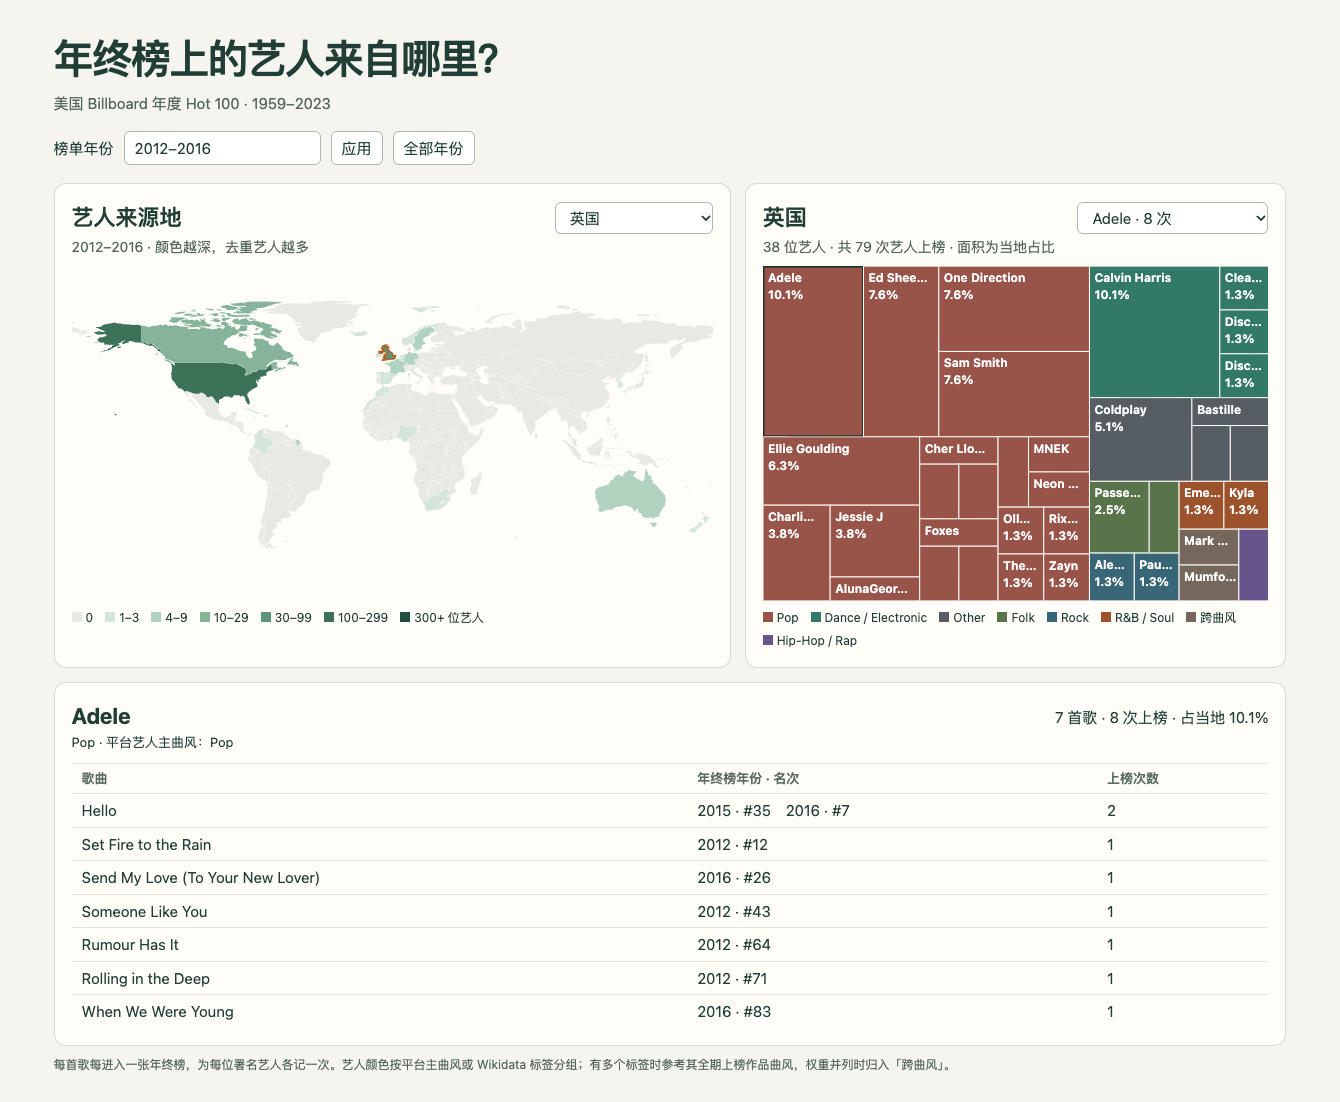 年终榜上的艺人来自哪里?
美国 Billboard 年度 Hot 100 · 1959–2023
榜单年份 2012–2016 应用 全部年份
艺人来源地 英国
2012–2016 · 颜色越深，去重艺人越多
0 1–3 4–9 10–29 30–99 100–299 300+ 位艺人
英国 Adele · 8 次
38 位艺人 · 共 79 次艺人上榜 · 面积为当地占比
Adele
10.1%
Ed Shee...
7.6%
One Direction
7.6%
Sam Smith
7.6%
Calvin Harris
10.1%
Clea...
1.3%
Disc...
1.3%
Disc...
1.3%
Coldplay
5.1%
Bastille
Ellie Goulding
6.3%
Cher Llo...
MNEK
Neon ...
Charli...
3.8%
Jessie J
3.8%
AlunaGeor...
Foxes
Oll...
1.3%
Rix...
1.3%
The...
1.3%
Zayn
1.3%
Passe...
2.5%
Eme...
1.3%
Kyla
1.3%
Mark ...
Mumfo...
Ale...
1.3%
Pau...
1.3%
Pop Dance / Electronic Other Folk Rock R&B / Soul 跨曲风
Hip-Hop / Rap
Adele 7 首歌 · 8 次上榜 · 占当地 10.1%
Pop · 平台艺人主曲风：Pop
歌曲 年终榜年份 · 名次 上榜次数
Hello 2015 · #35 2016 · #7 2
Set Fire to the Rain 2012 · #12 1
Send My Love (To Your New Lover) 2016 · #26 1
Someone Like You 2012 · #43 1
Rumour Has It 2012 · #64 1
Rolling in the Deep 2012 · #71 1
When We Were Young 2016 · #83 1
每首歌每进入一张年终榜，为每位署名艺人各记一次。艺人颜色按平台主曲风或 Wikidata 标签分组；有多个标签时参考其全期上榜作品曲风，权重并列时归入「跨曲风」。